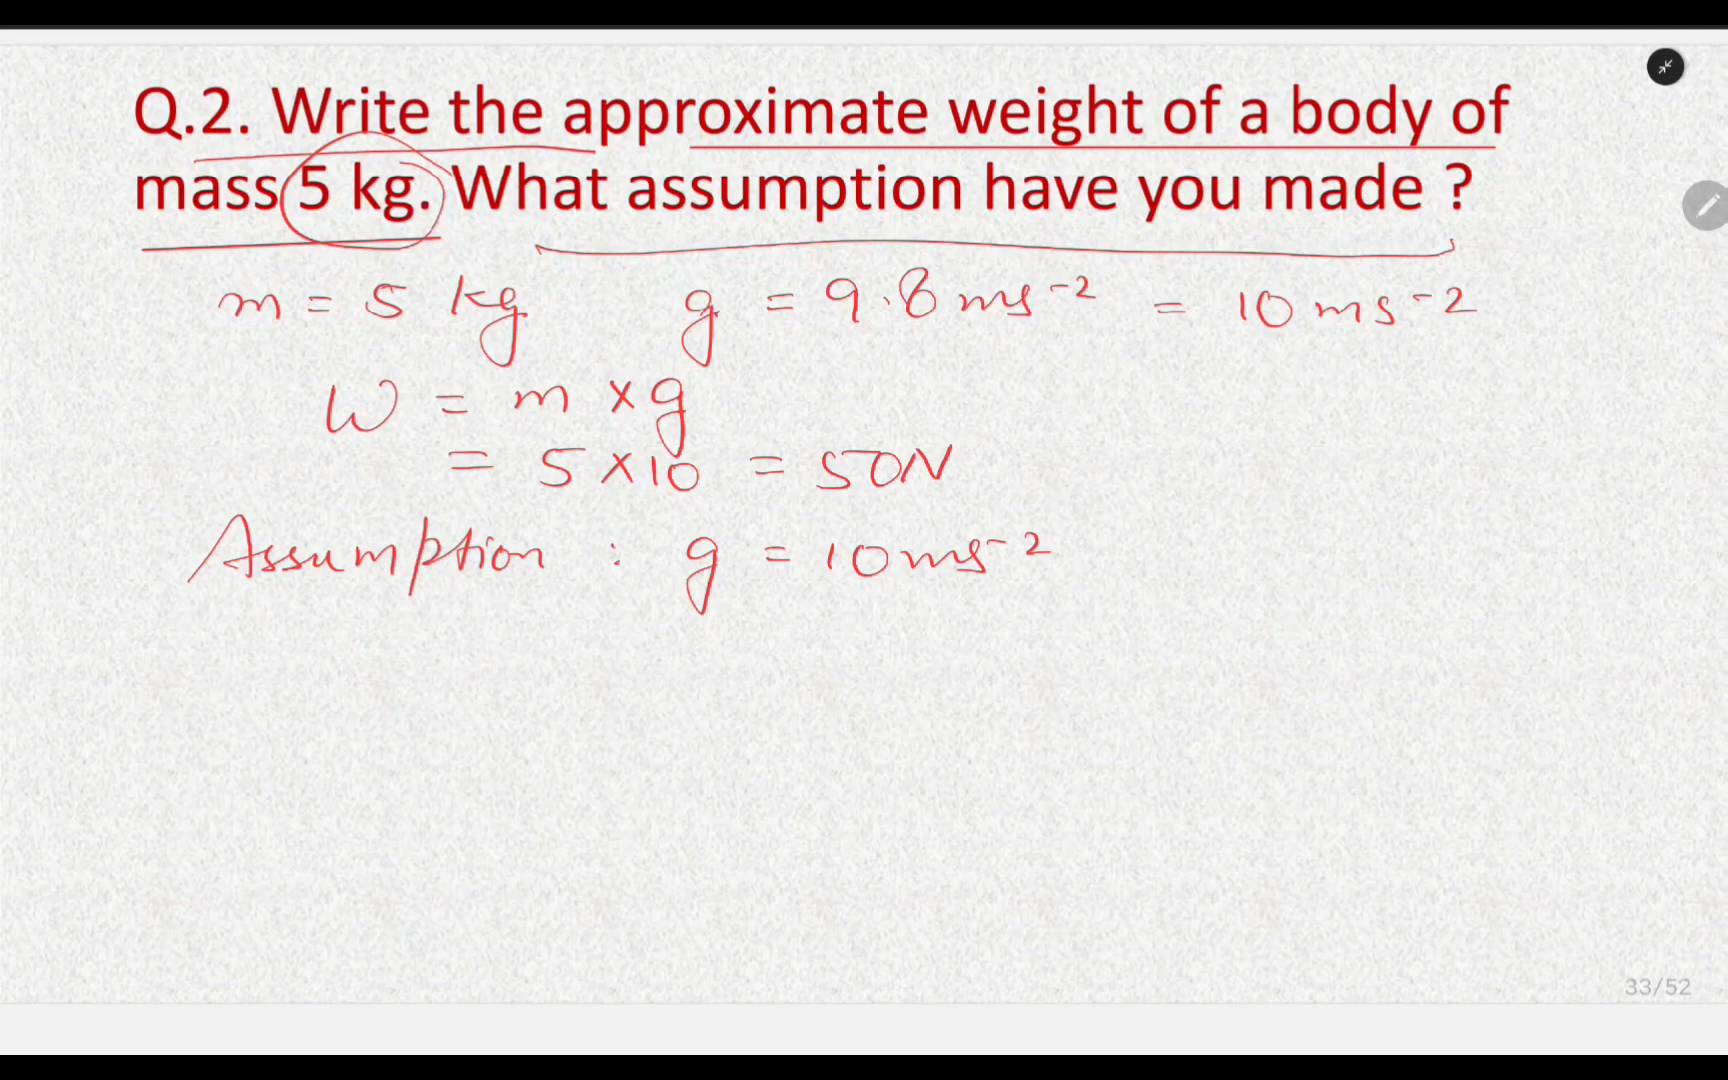 Q.2. Write the approximate weight of a body of
mass 5 kg. What assumption have you made ?
m = 5 kg g = 9.8 ms⁻² = 10 ms⁻²
W = m × g
= 5 × 10 = 50N
Assumption : g = 10 ms⁻²
33/52